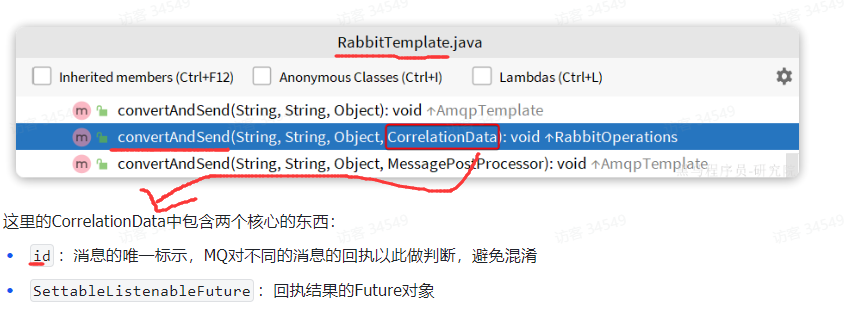 RabbitTemplate.java
Inherited members (Ctrl+F12) Anonymous Classes (Ctrl+I) Lambdas (Ctrl+L)
m convertAndSend(String, String, Object): void ↑AmqpTemplate
m convertAndSend(String, String, Object, CorrelationData): void ↑RabbitOperations
m convertAndSend(String, String, Object, MessagePostProcessor): void ↑AmqpTemplate
这里的CorrelationData中包含两个核心的东西：
• id ：消息的唯一标示，MQ对不同的消息的回执以此做判断，避免混淆
• SettableListenableFuture ：回执结果的Future对象
访客 34549